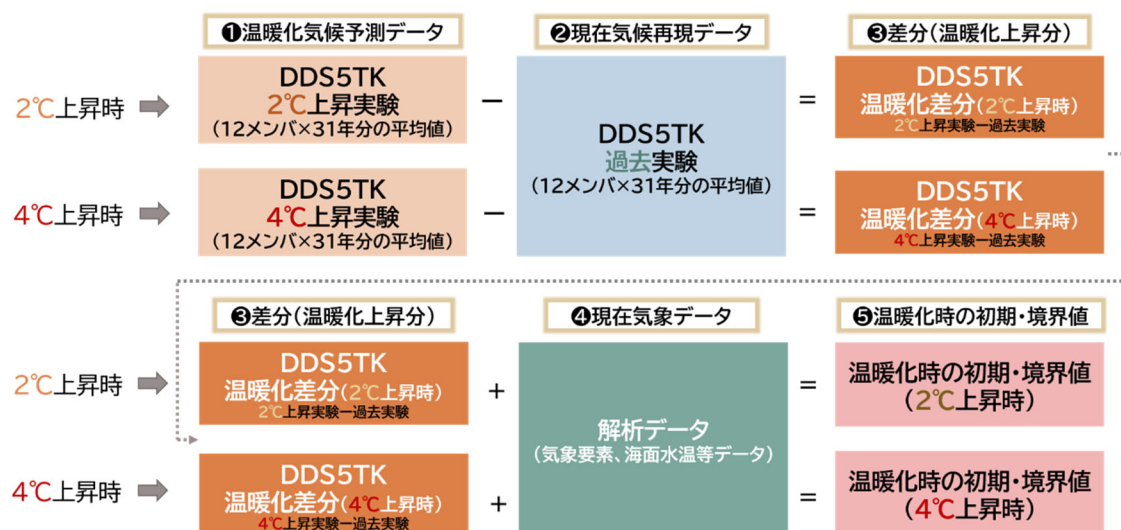 ❶温暖化気候予測データ
❷現在気候再現データ
❸差分(温暖化上昇分)
2℃上昇時
DDS5TK
2℃上昇実験
(12メンバ×31年分の平均値)
−
DDS5TK
過去実験
(12メンバ×31年分の平均値)
=
DDS5TK
温暖化差分(2℃上昇時)
2℃上昇実験ー過去実験
4℃上昇時
DDS5TK
4℃上昇実験
(12メンバ×31年分の平均値)
−
=
DDS5TK
温暖化差分(4℃上昇時)
4℃上昇実験ー過去実験
❸差分(温暖化上昇分)
❹現在気象データ
❺温暖化時の初期・境界値
2℃上昇時
DDS5TK
温暖化差分(2℃上昇時)
2℃上昇実験ー過去実験
+
解析データ
(気象要素、海面水温等データ)
=
温暖化時の初期・境界値
(2℃上昇時)
4℃上昇時
DDS5TK
温暖化差分(4℃上昇時)
4℃上昇実験ー過去実験
+
=
温暖化時の初期・境界値
(4℃上昇時)